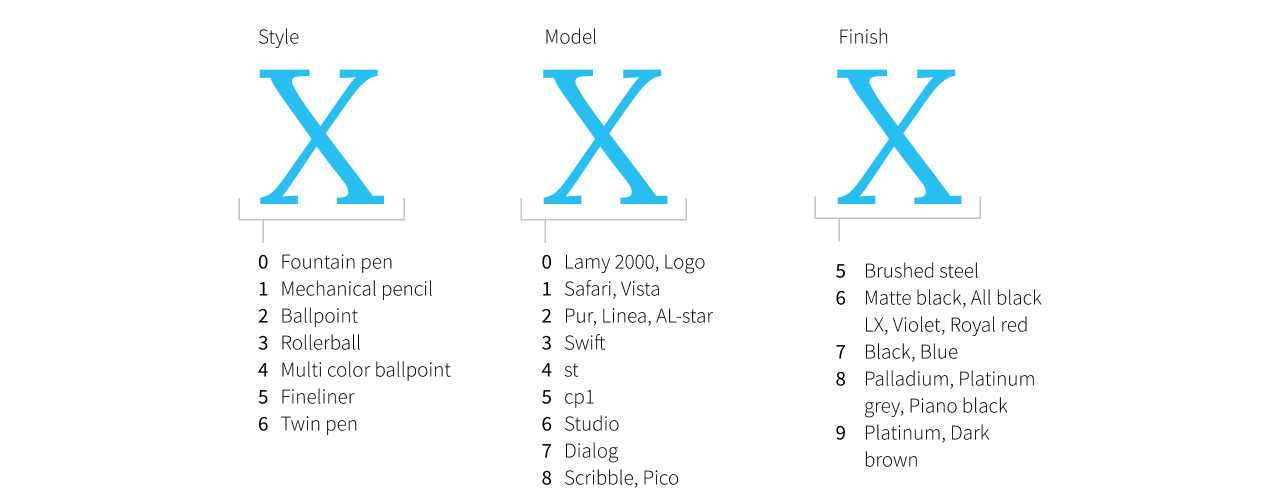 Style
X
0 Fountain pen
1 Mechanical pencil
2 Ballpoint
3 Rollerball
4 Multi color ballpoint
5 Fineliner
6 Twin pen
Model
X
0 Lamy 2000, Logo
1 Safari, Vista
2 Pur, Linea, AL-star
3 Swift
4 st
5 cp1
6 Studio
7 Dialog
8 Scribble, Pico
Finish
X
5 Brushed steel
6 Matte black, All black
LX, Violet, Royal red
7 Black, Blue
8 Palladium, Platinum
grey, Piano black
9 Platinum, Dark
brown